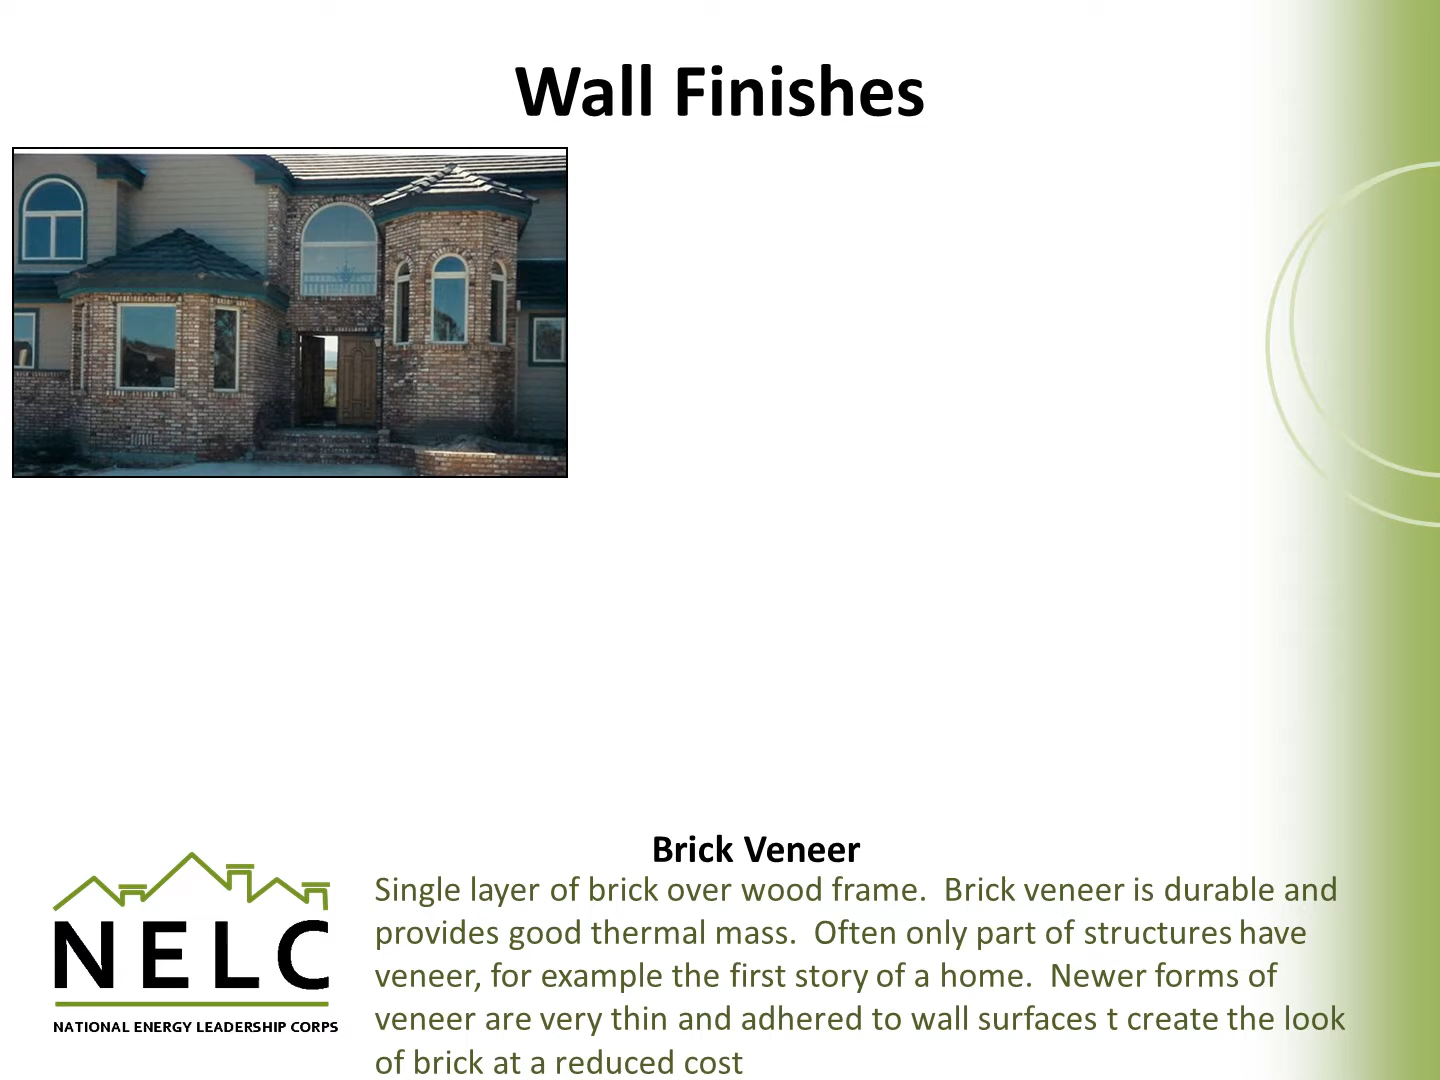 Wall Finishes
Brick Veneer
Single layer of brick over wood frame.  Brick veneer is durable and
provides good thermal mass.  Often only part of structures have
veneer, for example the first story of a home.  Newer forms of
veneer are very thin and adhered to wall surfaces t create the look
of brick at a reduced cost
NELC
NATIONAL ENERGY LEADERSHIP CORPS